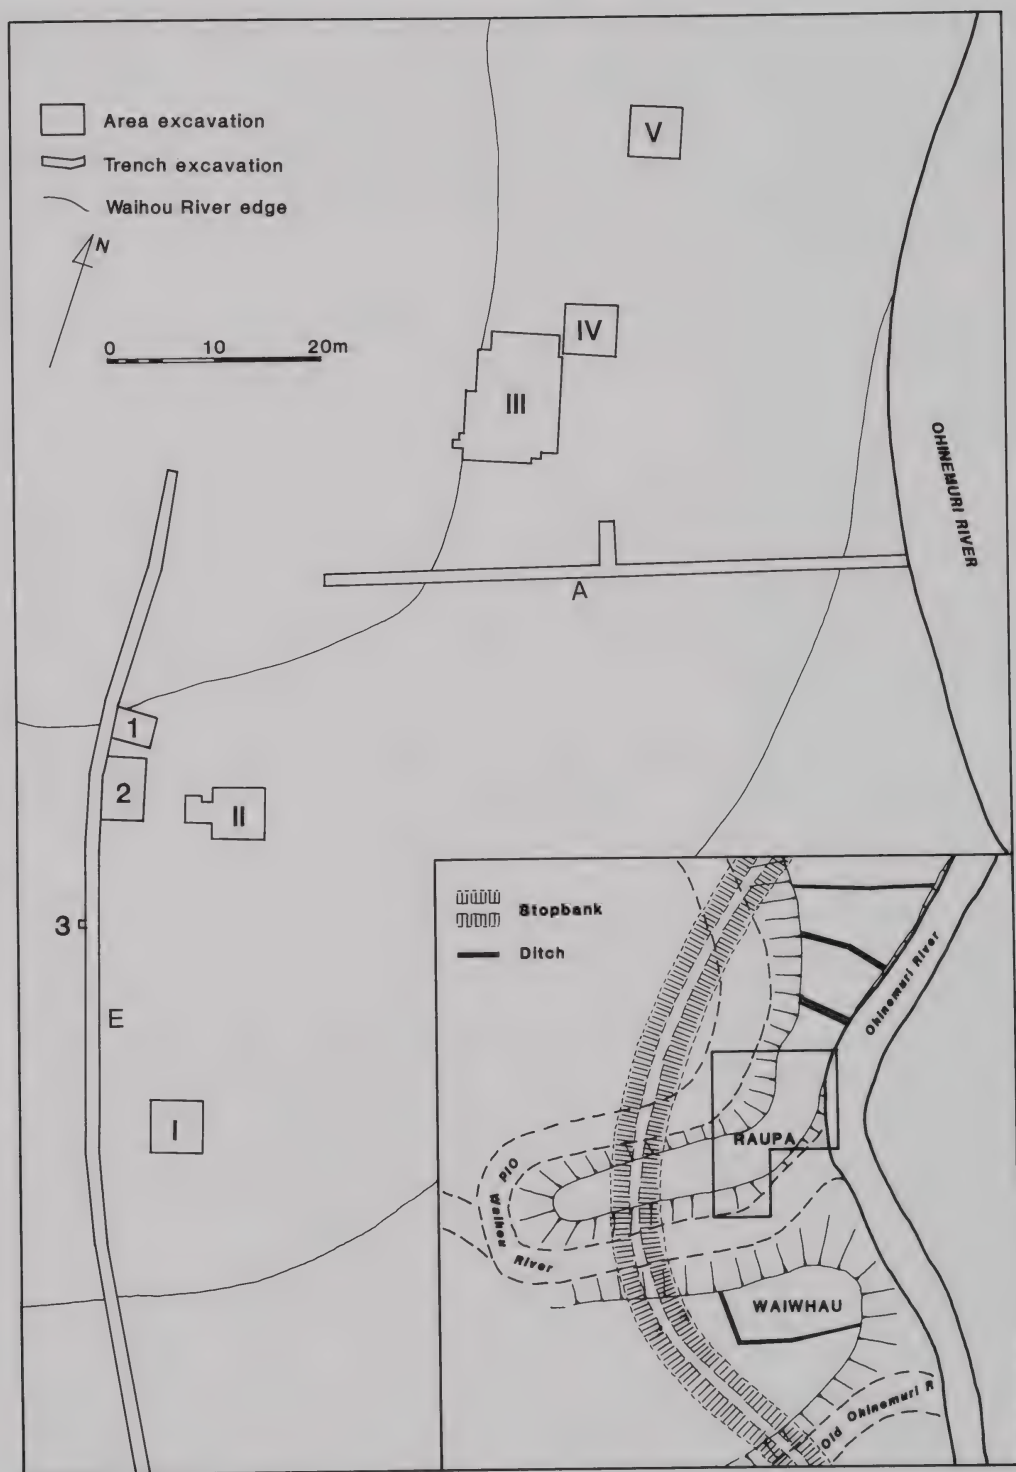 Area excavation
Trench excavation
Waihou River edge
N
0 10 20m
V
IV
III
OHINEMURI RIVER
A
1
2
II
3
E
I
Stopbank
Ditch
Ohinemuri River
RAUPA
Old
Waihou
River
WAIWHAU
Old Ohinemuri R